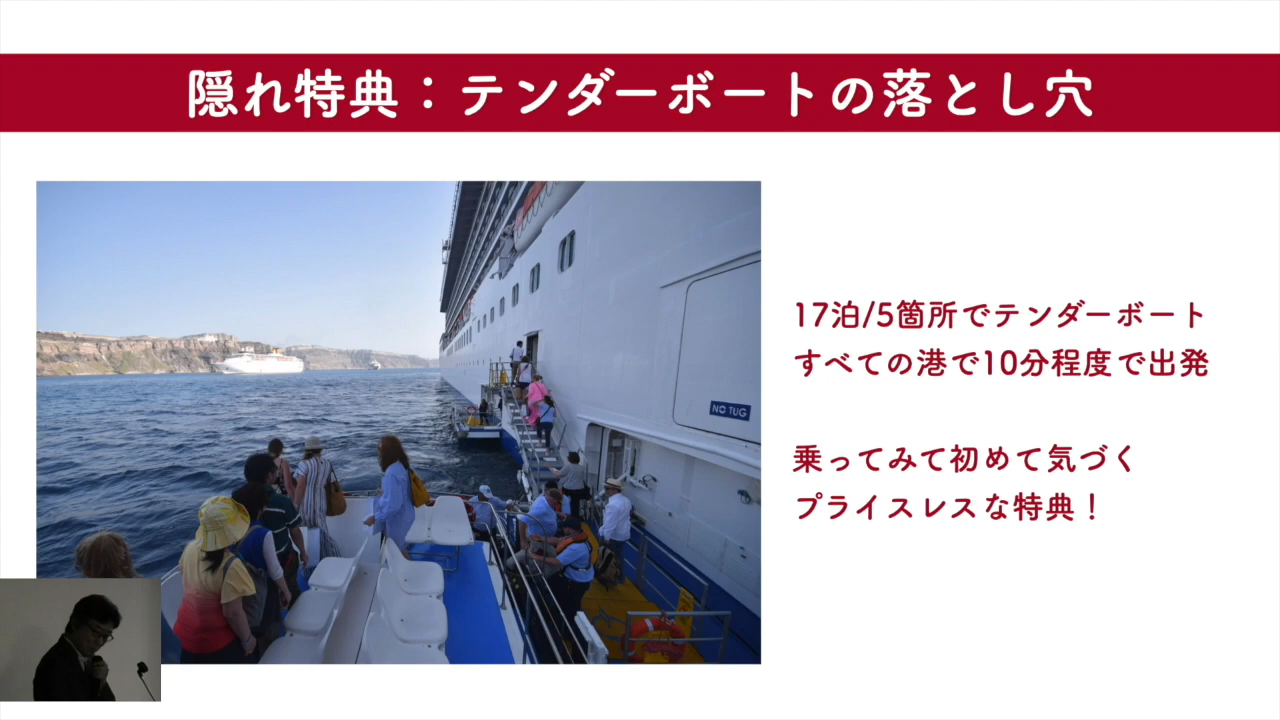 隠れ特典：テンダーボートの落とし穴
17泊/5箇所でテンダーボート
すべての港で10分程度で出発
乗ってみて初めて気づく
プライスレスな特典！
NO TUG